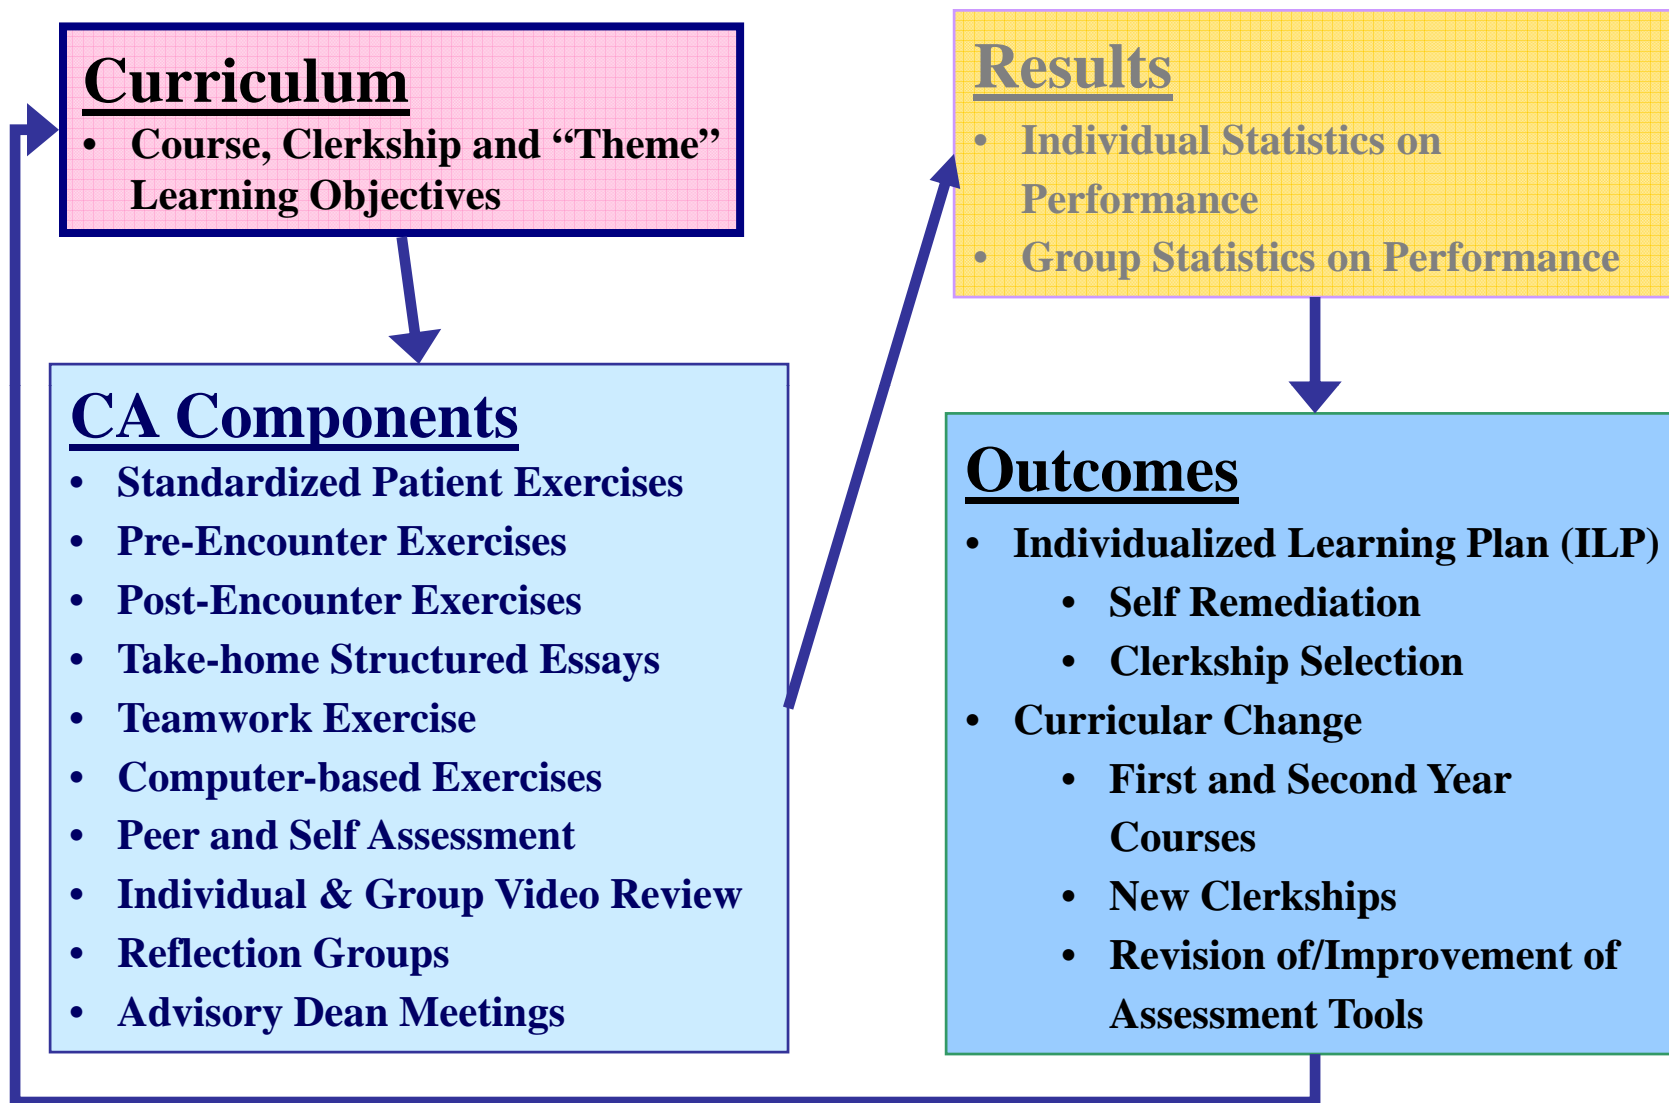 Curriculum
• Course, Clerkship and “Theme”
Learning Objectives
CA Components
• Standardized Patient Exercises
• Pre-Encounter Exercises
• Post-Encounter Exercises
• Take-home Structured Essays
• Teamwork Exercise
• Computer-based Exercises
• Peer and Self Assessment
• Individual & Group Video Review
• Reflection Groups
• Advisory Dean Meetings
Results
• Individual Statistics on
Performance
• Group Statistics on Performance
Outcomes
• Individualized Learning Plan (ILP)
• Self Remediation
• Clerkship Selection
• Curricular Change
• First and Second Year
Courses
• New Clerkships
• Revision of/Improvement of
Assessment Tools